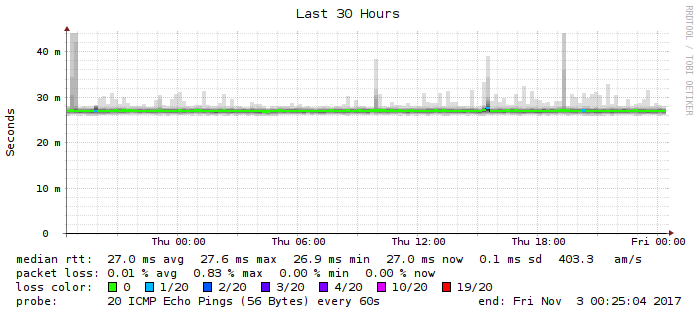 Last 30 Hours
RRDTOOL / TOBI OETIKER
Seconds
40 m
30 m
20 m
10 m
0
Thu 00:00 Thu 06:00 Thu 12:00 Thu 18:00 Fri 00:00
median rtt: 27.0 ms avg 27.6 ms max 26.9 ms min 27.0 ms now 0.1 ms sd 403.3 am/s
packet loss: 0.01 % avg 0.83 % max 0.00 % min 0.00 % now
loss color: 0 1/20 2/20 3/20 4/20 10/20 19/20
probe: 20 ICMP Echo Pings (56 Bytes) every 60s end: Fri Nov 3 00:25:04 2017